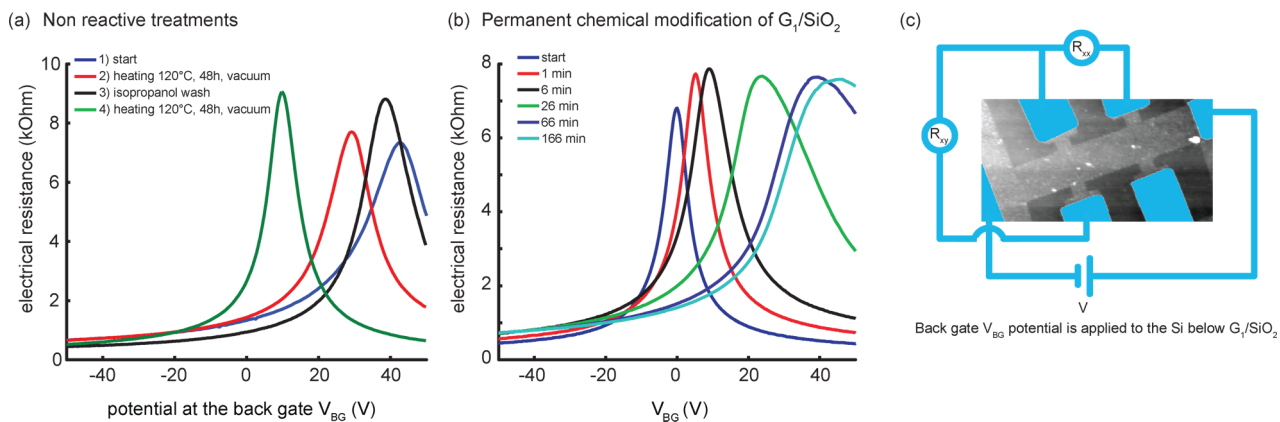 (a) Non reactive treatments
1) start
2) heating 120°C, 48h, vacuum
3) isopropanol wash
4) heating 120°C, 48h, vacuum
electrical resistance (kOhm)
10
8
6
4
2
0
-40 -20 0 20 40
potential at the back gate V_BG (V)
(b) Permanent chemical modification of G₁/SiO₂
start
1 min
6 min
26 min
66 min
166 min
electrical resistance (kOhm)
8
6
4
2
0
-40 -20 0 20 40
V_BG (V)
(c)
R_xx
R_xy
V
Back gate V_BG potential is applied to the Si below G₁/SiO₂